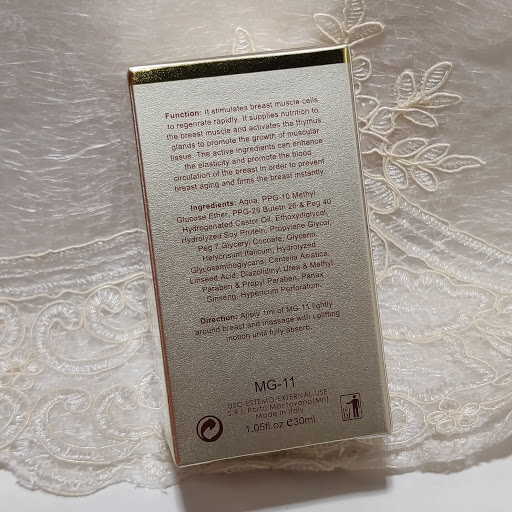 Function: It stimulates breast muscle cells
to regenrate rapidly. It supplies nutrition to
the breast muscle and activates the thymus
glands to promote the growth of muscular
tissue. The active ingredients can enhance
the elasticity and promote the blood
circulation of the breast in order to prevent
breast aging and firms the breast instantly.
Ingredients: Aqua, PPG-10 Methyl
Glucose Ether, PPG-26 Buteth 26 & Peg 40
Hydrogenated Castor Oil, Ethoxydiglycol,
Hydrolyzed Soy Protein, Propylene Glycol,
Peg 7 Glyceryl Cocoate, Glycerin,
Helycrisum Italicum, Hydrolyzed
Glycosaminoglycans, Centella Asiatica,
Linseed Acid, Diazolidinyl Urea & Methyl
Paraben & Propyl Paraben, Panax
Ginseng, Hypericum Perforatum.
Direction: Apply 1ml of MG-11 lightly
around breast and massage with uplifting
motion until fully absorb.
MG-11
USO ESTEMO-EXTERNAL USE
S.R.l. Porto Mantovano(Mn)
Made in Italy
1.05fl.oz e30ml